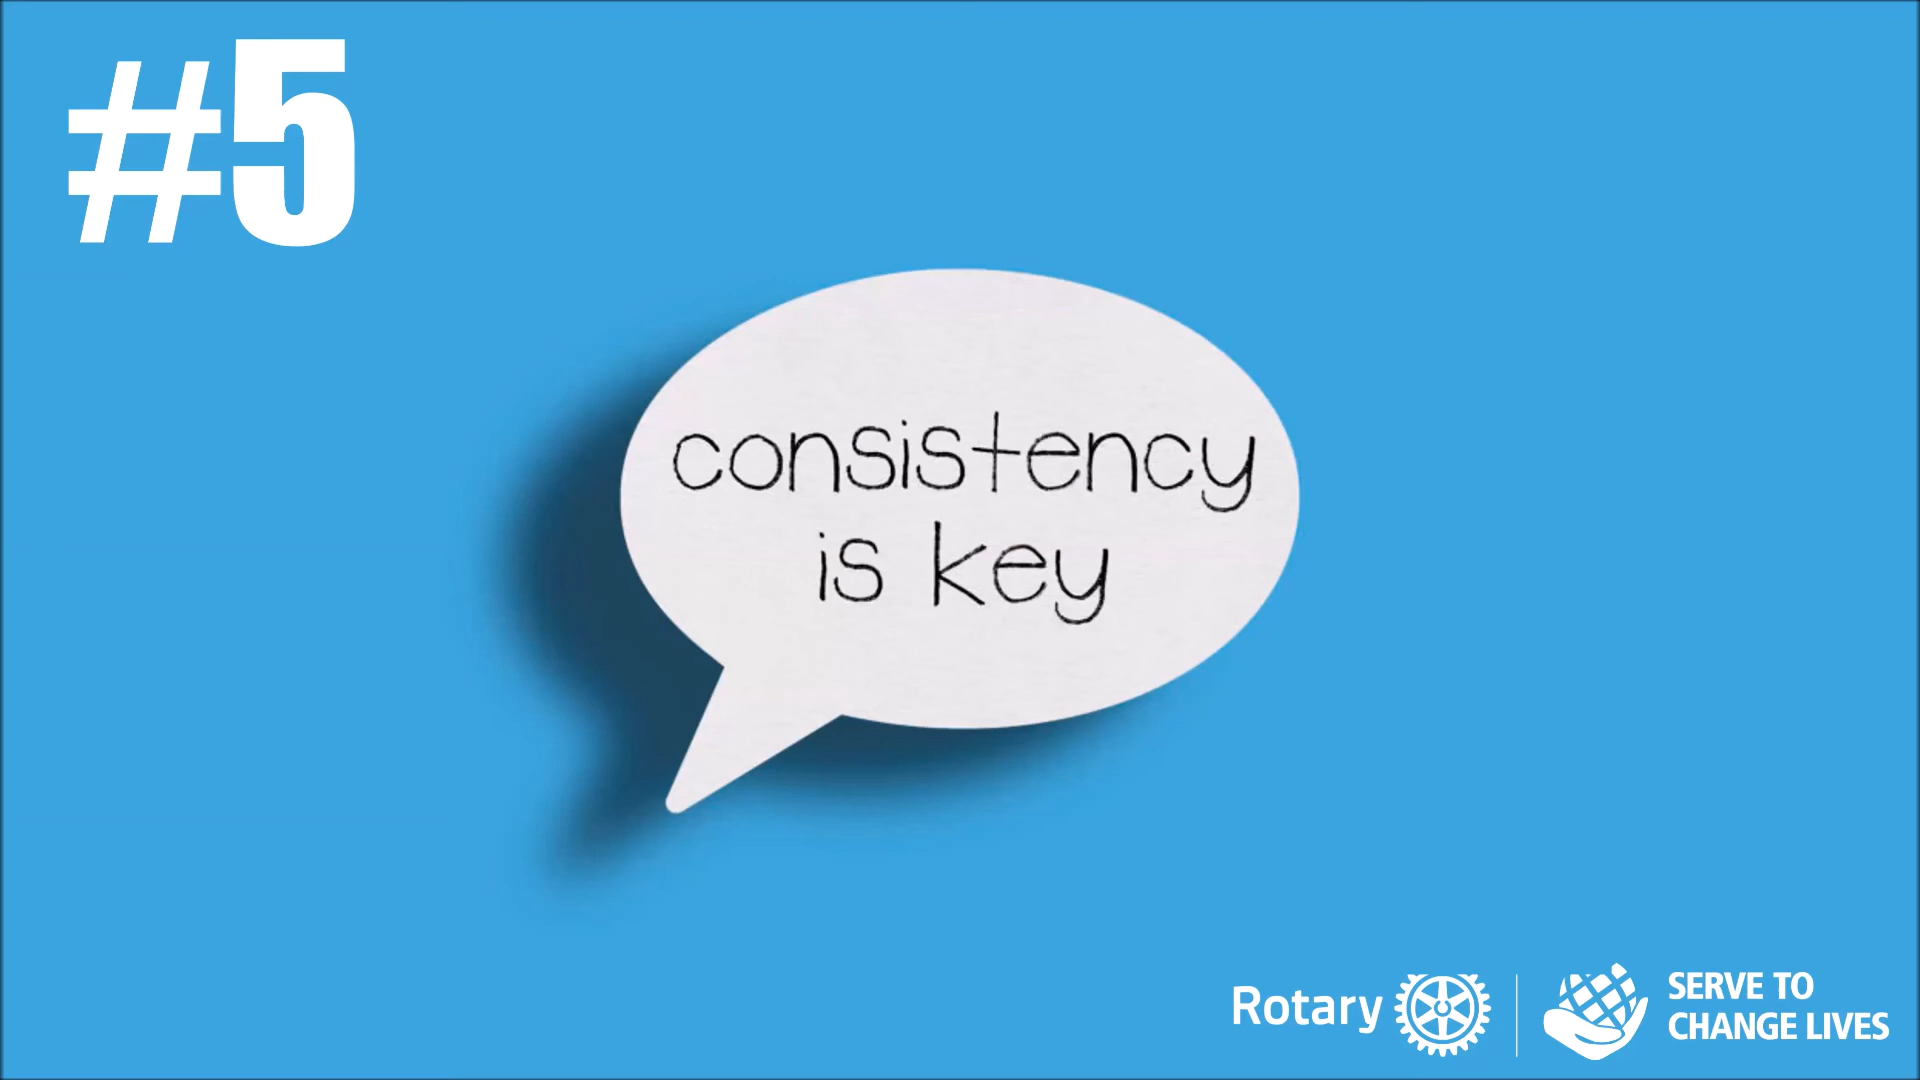 #5
consistency
is key
Rotary
SERVE TO
CHANGE LIVES